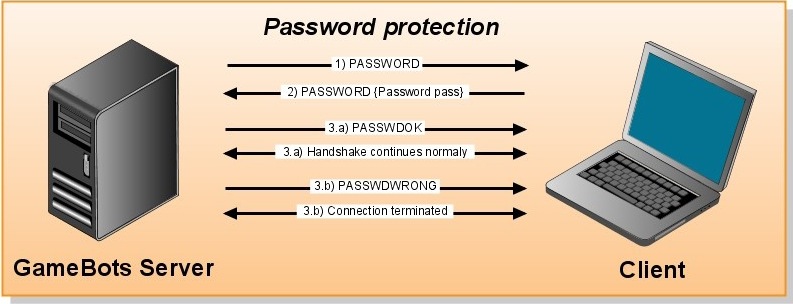 Password protection
1) PASSWORD
2) PASSWORD {Password pass}
3.a) PASSWDOK
3.a) Handshake continues normaly
3.b) PASSWDWRONG
3.b) Connection terminated
GameBots Server
Client